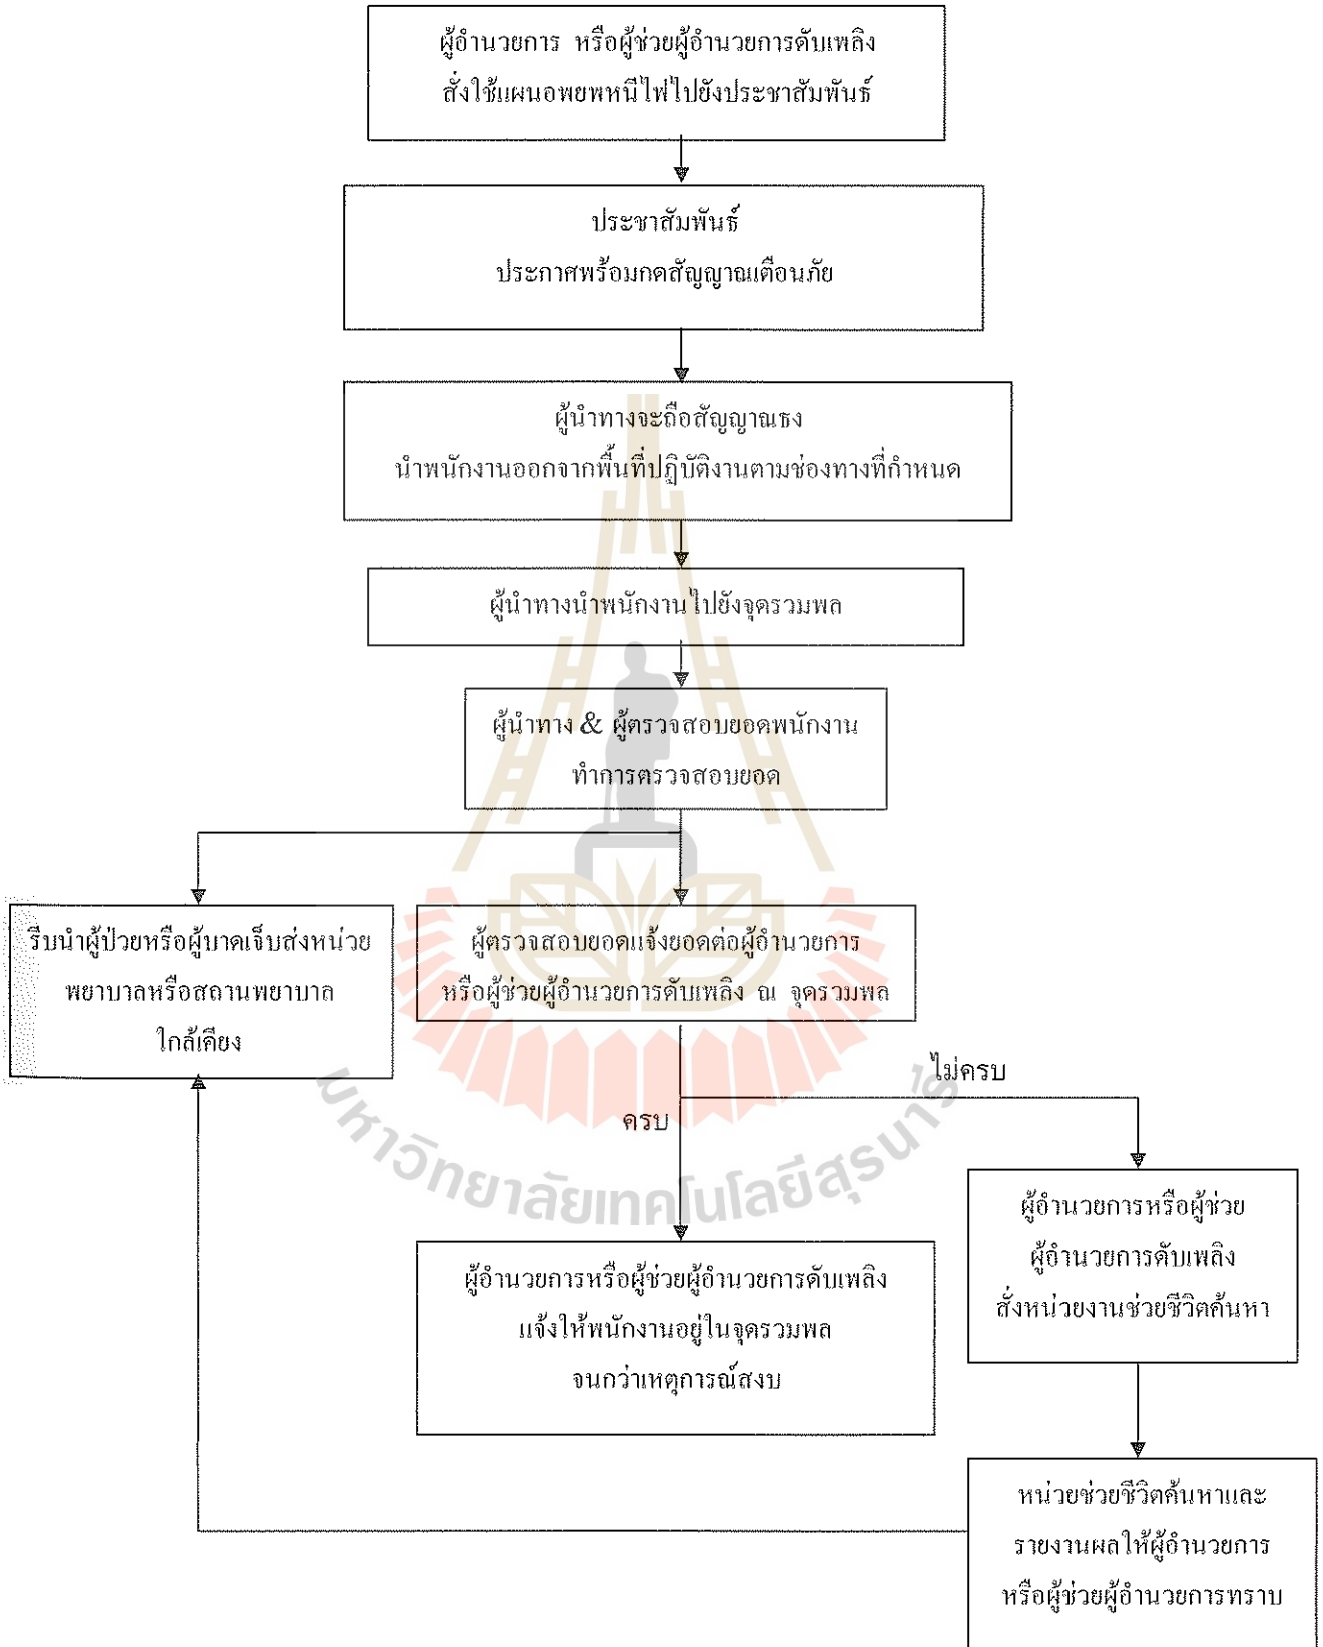 ผู้อำนวยการ หรือผู้ช่วยผู้อำนวยการดับเพลิง
สั่งใช้แผนอพยพหนีไฟไปยังประชาสัมพันธ์
ประชาสัมพันธ์
ประกาศพร้อมกดสัญญาณเตือนภัย
ผู้นำทางจะถือสัญญาณธง
นำพนักงานออกจากพื้นที่ปฏิบัติงานตามช่องทางที่กำหนด
ผู้นำทางนำพนักงานไปยังจุดรวมพล
ผู้นำทาง & ผู้ตรวจสอบยอดพนักงาน
ทำการตรวจสอบยอด
รีบนำผู้ป่วยหรือผู้บาดเจ็บส่งหน่วย
พยาบาลหรือสถานพยาบาล
ใกล้เคียง
ผู้ตรวจสอบยอดแจ้งยอดต่อผู้อำนวยการ
หรือผู้ช่วยผู้อำนวยการดับเพลิง ณ จุดรวมพล
ไม่ครบ
ครบ
มหาวิทยาลัยเทคโนโลยีสุรนารี
ผู้อำนวยการหรือผู้ช่วย
ผู้อำนวยการดับเพลิง
สั่งหน่วยงานช่วยชีวิตค้นหา
ผู้อำนวยการหรือผู้ช่วยผู้อำนวยการดับเพลิง
แจ้งให้พนักงานอยู่ในจุดรวมพล
จนกว่าเหตุการณ์สงบ
หน่วยช่วยชีวิตค้นหาและ
รายงานผลให้ผู้อำนวยการ
หรือผู้ช่วยผู้อำนวยการทราบ